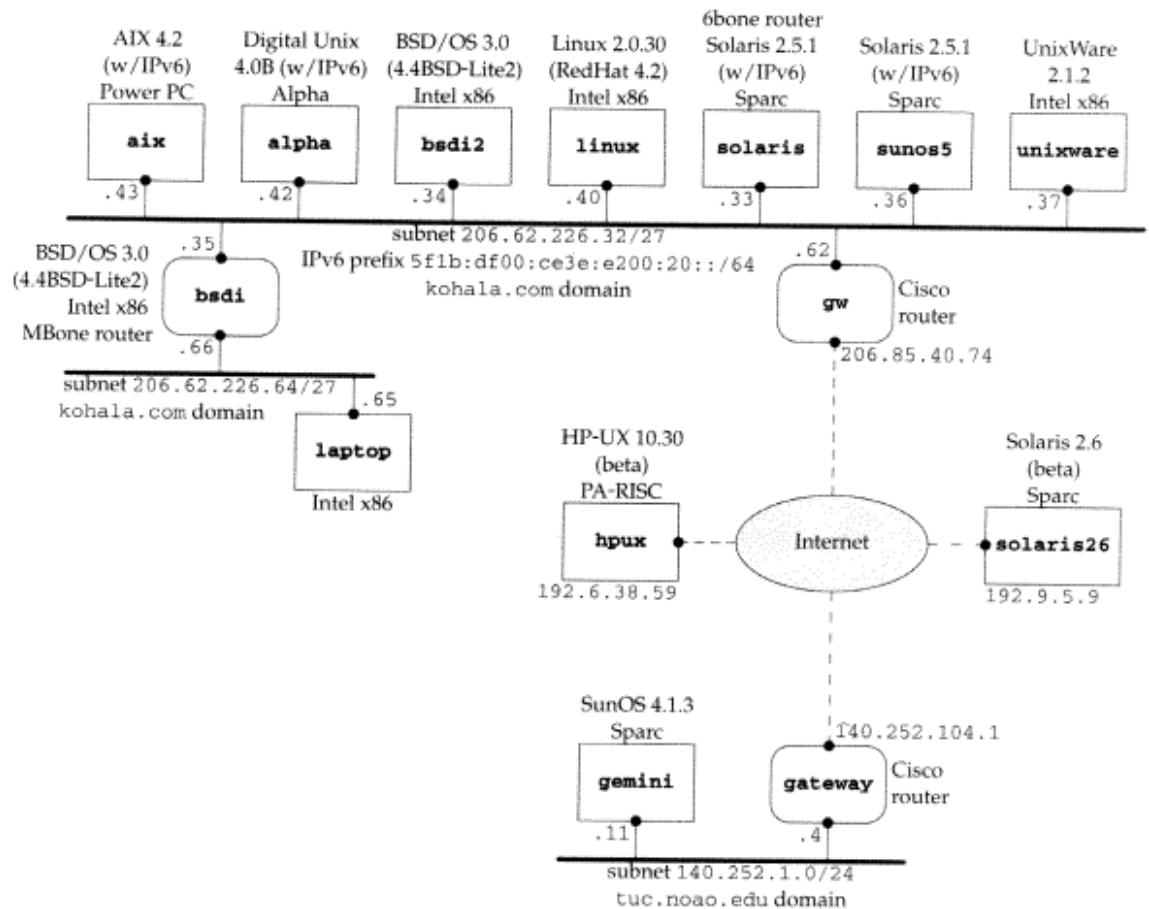 AIX 4.2
(w/IPv6)
Power PC
aix
.43
Digital Unix
4.0B (w/IPv6)
Alpha
alpha
.42
BSD/OS 3.0
(4.4BSD-Lite2)
Intel x86
bsdi2
.34
Linux 2.0.30
(RedHat 4.2)
Intel x86
linux
.40
6bone router
Solaris 2.5.1
(w/IPv6)
Sparc
solaris
.33
Solaris 2.5.1
(w/IPv6)
Sparc
sunos5
.36
UnixWare
2.1.2
Intel x86
unixware
.37
subnet 206.62.226.32/27
IPv6 prefix 5f1b:df00:ce3e:e200:20::/64
kohala.com domain
BSD/OS 3.0
(4.4BSD-Lite2)
Intel x86
MBone router
.35
bsdi
.66
.62
gw
Cisco
router
206.85.40.74
subnet 206.62.226.64/27
kohala.com domain
.65
laptop
Intel x86
HP-UX 10.30
(beta)
PA-RISC
hpux
192.6.38.59
Internet
Solaris 2.6
(beta)
Sparc
solaris26
192.9.5.9
SunOS 4.1.3
Sparc
gemini
.11
140.252.104.1
gateway
Cisco
router
.4
subnet 140.252.1.0/24
tuc.noao.edu domain